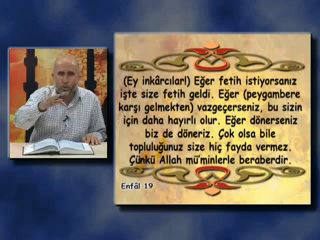 (Ey inkârcılar!) Eğer fetih istiyorsanız
işte size fetih geldi. Eğer (peygambere
karşı gelmekten) vazgeçerseniz, bu sizin
için daha hayırlı olur. Eğer dönerseniz
biz de döneriz. Çok olsa bile
topluluğunuz size hiç fayda vermez.
Çünkü Allah mü'minlerle beraberdir.
Enfâl 19